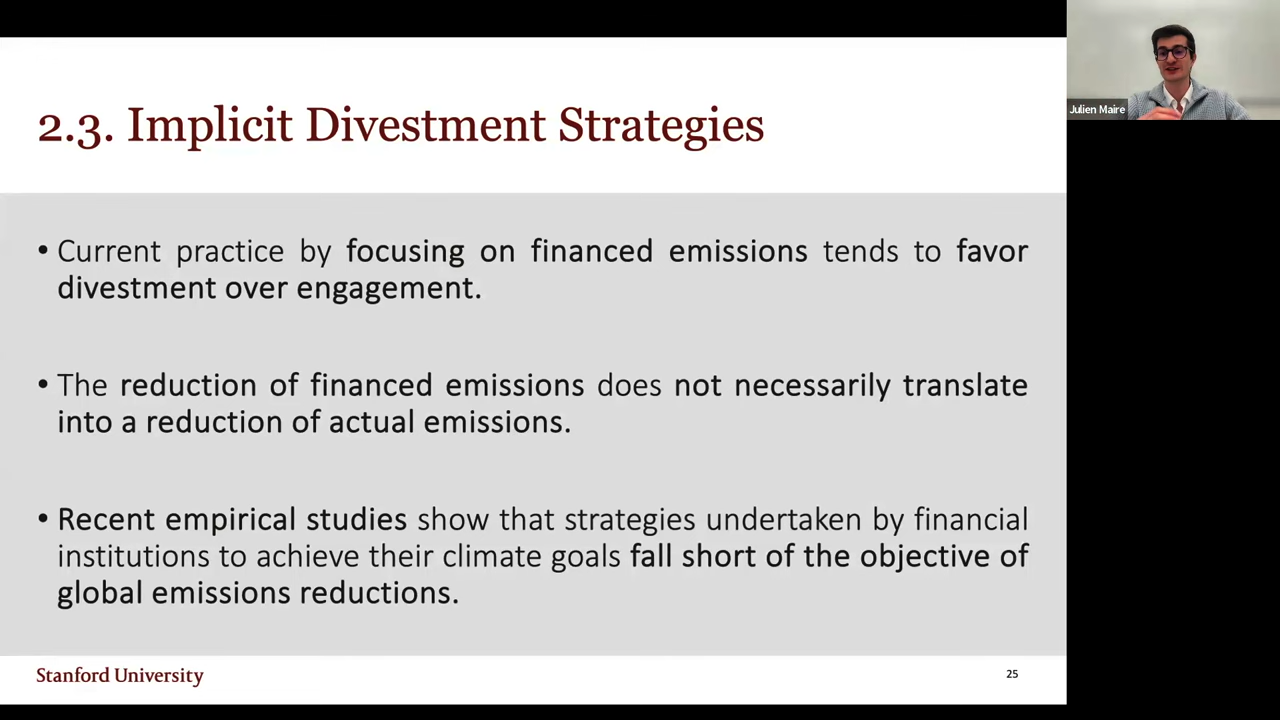 2.3. Implicit Divestment Strategies
Julien Maire
• Current practice by focusing on financed emissions tends to favor
divestment over engagement.
• The reduction of financed emissions does not necessarily translate
into a reduction of actual emissions.
• Recent empirical studies show that strategies undertaken by financial
institutions to achieve their climate goals fall short of the objective of
global emissions reductions.
Stanford University
25